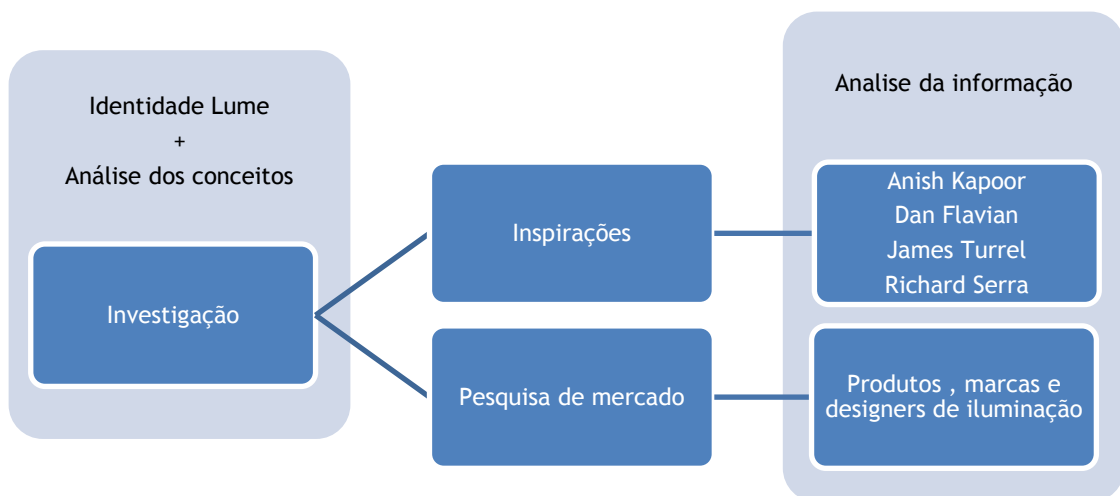 Identidade Lume
+
Análise dos conceitos
Investigação
Inspirações
Pesquisa de mercado
Analise da informação
Anish Kapoor
Dan Flavian
James Turrel
Richard Serra
Produtos , marcas e
designers de iluminação